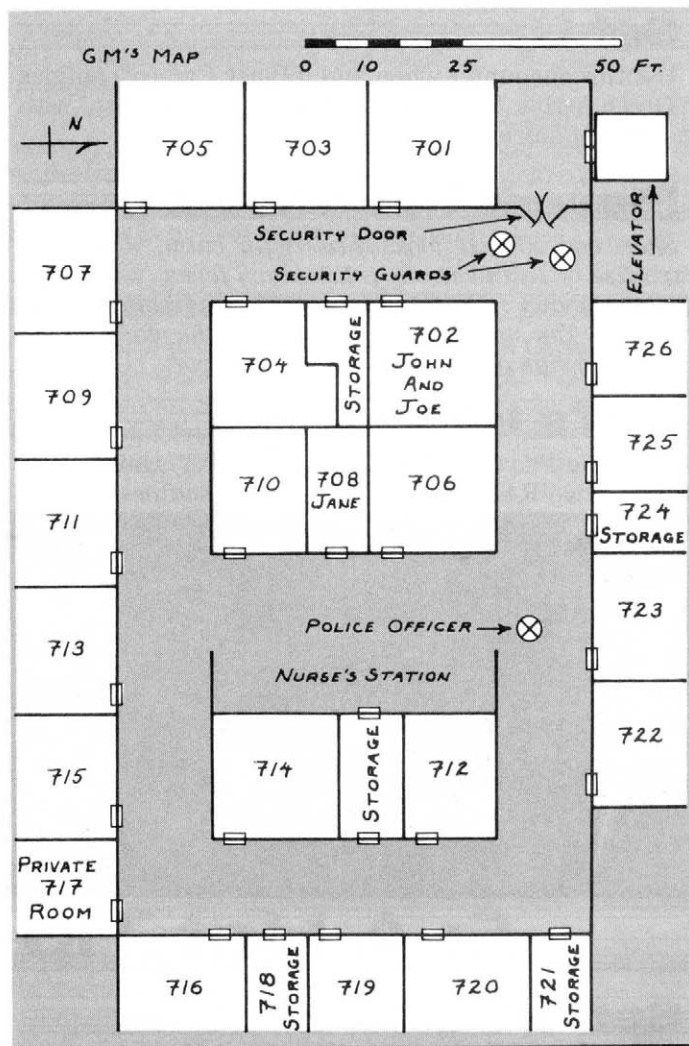 GM'S MAP
0 10 25 50 FT.
N
705
703
701
SECURITY DOOR
SECURITY GUARDS
ELEVATOR
707
704
STORAGE
702
JOHN
AND
JOE
726
709
725
710
708
JANE
706
724
STORAGE
711
723
POLICE OFFICER
713
NURSE'S STATION
722
714
STORAGE
712
715
PRIVATE
717
ROOM
716
718
STORAGE
719
720
721
STORAGE